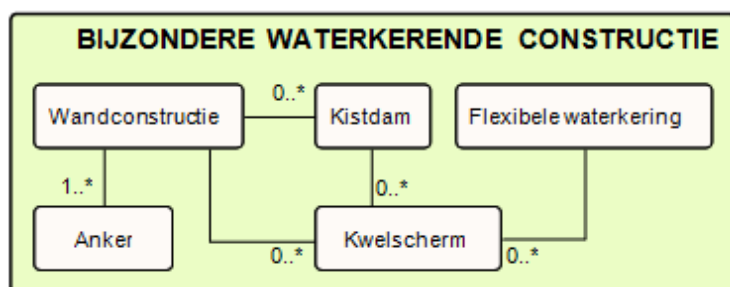 BIJZONDERE WATERKERENDE CONSTRUCTIE
0..*
Wandconstructie
Kistdam
Flexibele waterkering
1..*
0..*
Anker
Kwelscherm
0..*
0..*